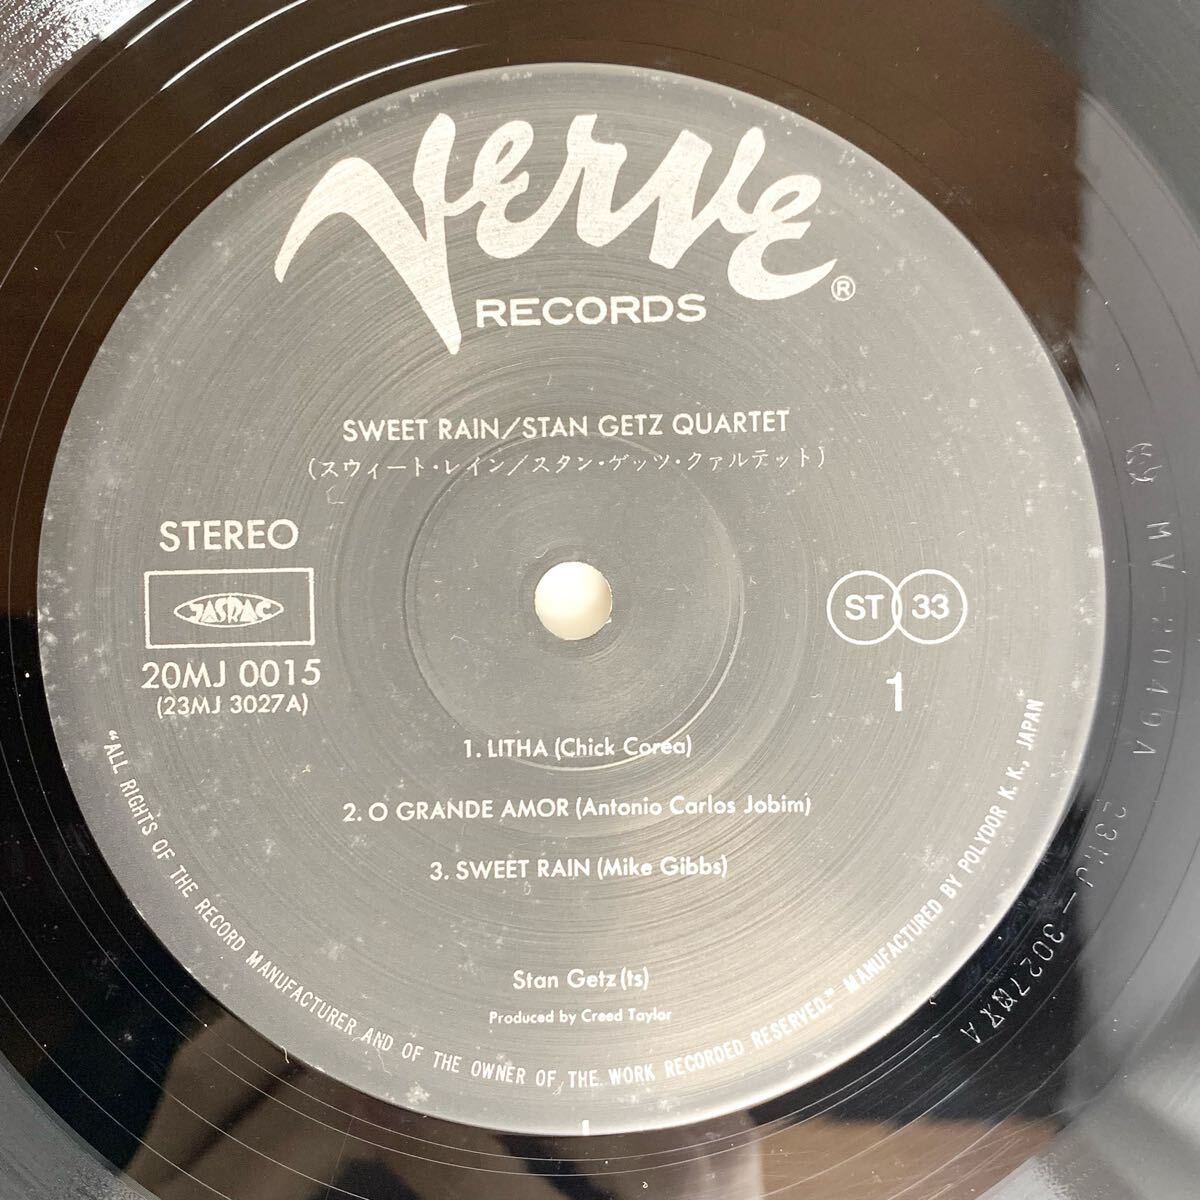 Verve ®
RECORDS
SWEET RAIN/STAN GETZ QUARTET
(スウィート・レイン/スタン・ゲッツ・クァルテット)
STEREO
JASRAC
20MJ 0015
(23MJ 3027A)
ST 33
1
1. LITHA (Chick Corea)
2. O GRANDE AMOR (Antonio Carlos Jobim)
3. SWEET RAIN (Mike Gibbs)
Stan Getz (ts)
Produced by Creed Taylor
"ALL RIGHTS OF THE RECORD MANUFACTURER AND OF THE OWNER OF THE WORK RECORDED RESERVED." MANUFACTURED BY POLYDOR K.K., JAPAN
MV-2049A